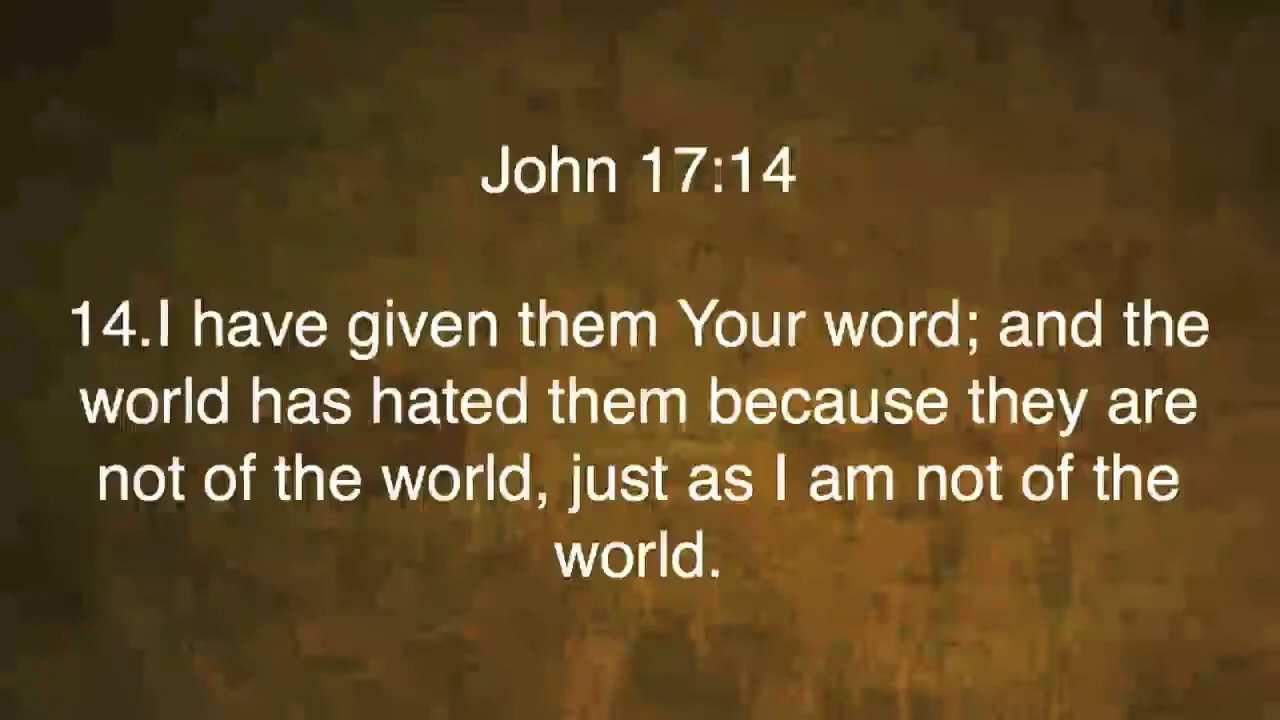 John 17:14
14.I have given them Your word; and the
world has hated them because they are
not of the world, just as I am not of the
world.